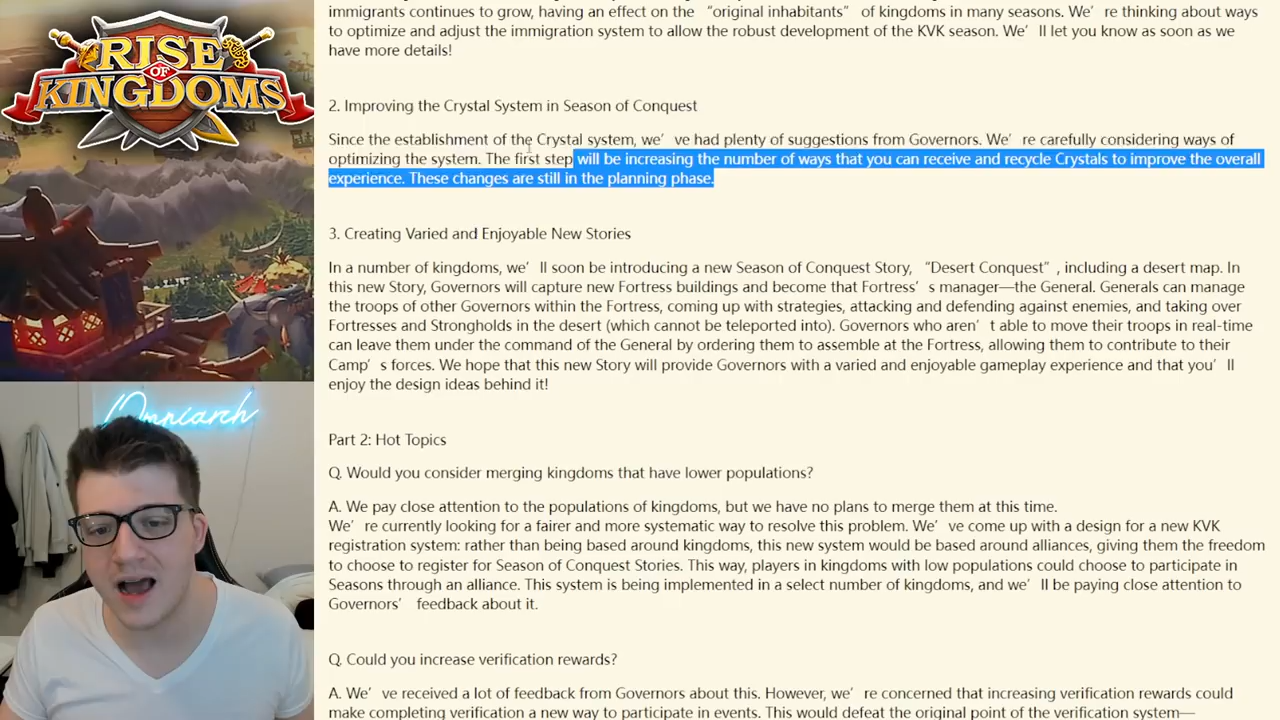 RISE
OF
KINGDOMS
Omniarch
immigrants continues to grow, having an effect on the “original inhabitants” of kingdoms in many seasons. We’re thinking about ways
to optimize and adjust the immigration system to allow the robust development of the KVK season. We’ll let you know as soon as we
have more details!
2. Improving the Crystal System in Season of Conquest
Since the establishment of the Crystal system, we’ve had plenty of suggestions from Governors. We’re carefully considering ways of
optimizing the system. The first step will be increasing the number of ways that you can receive and recycle Crystals to improve the overall
experience. These changes are still in the planning phase.
3. Creating Varied and Enjoyable New Stories
In a number of kingdoms, we’ll soon be introducing a new Season of Conquest Story, “Desert Conquest”, including a desert map. In
this new Story, Governors will capture new Fortress buildings and become that Fortress’s manager—the General. Generals can manage
the troops of other Governors within the Fortress, coming up with strategies, attacking and defending against enemies, and taking over
Fortresses and Strongholds in the desert (which cannot be teleported into). Governors who aren’t able to move their troops in real-time
can leave them under the command of the General by ordering them to assemble at the Fortress, allowing them to contribute to their
Camp’s forces. We hope that this new Story will provide Governors with a varied and enjoyable gameplay experience and that you’ll
enjoy the design ideas behind it!
Part 2: Hot Topics
Q. Would you consider merging kingdoms that have lower populations?
A. We pay close attention to the populations of kingdoms, but we have no plans to merge them at this time.
We’re currently looking for a fairer and more systematic way to resolve this problem. We’ve come up with a design for a new KVK
registration system: rather than being based around kingdoms, this new system would be based around alliances, giving them the freedom
to choose to register for Season of Conquest Stories. This way, players in kingdoms with low populations could choose to participate in
Seasons through an alliance. This system is being implemented in a select number of kingdoms, and we’ll be paying close attention to
Governors’ feedback about it.
Q. Could you increase verification rewards?
A. We’ve received a lot of feedback from Governors about this. However, we’re concerned that increasing verification rewards could
make completing verification a new way to participate in events. This would defeat the original point of the verification system—